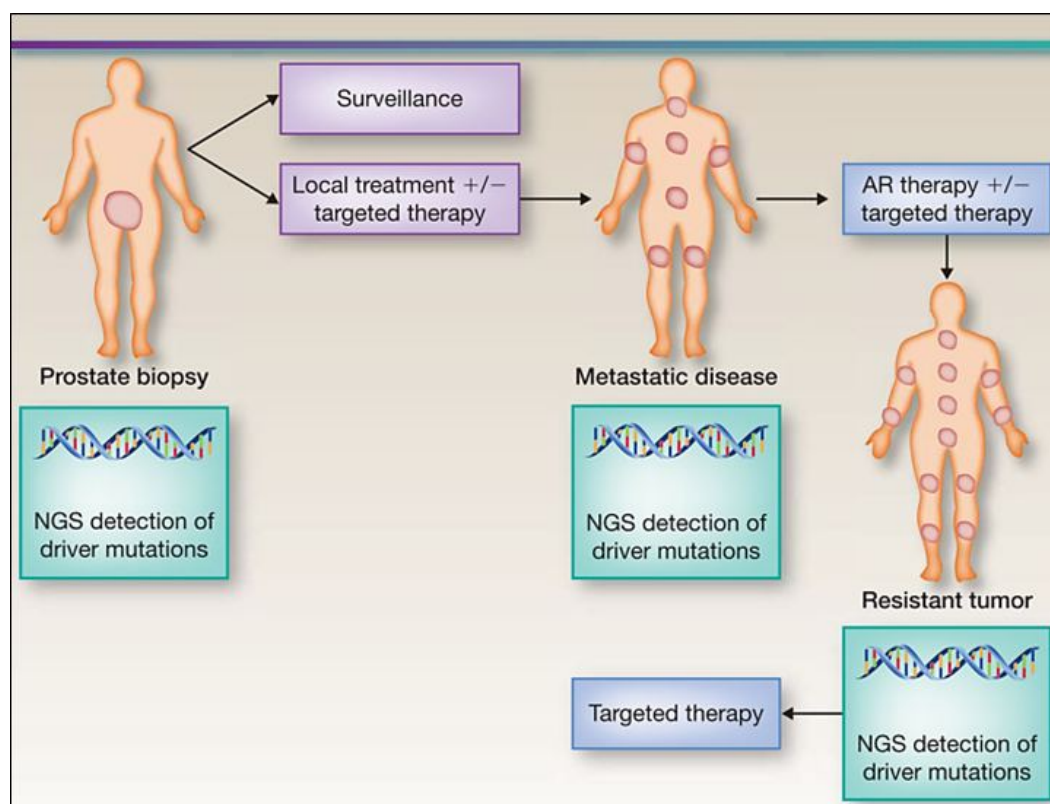 Surveillance
Local treatment +/−
targeted therapy
AR therapy +/−
targeted therapy
Prostate biopsy
Metastatic disease
NGS detection of
driver mutations
NGS detection of
driver mutations
Resistant tumor
Targeted therapy
NGS detection of
driver mutations